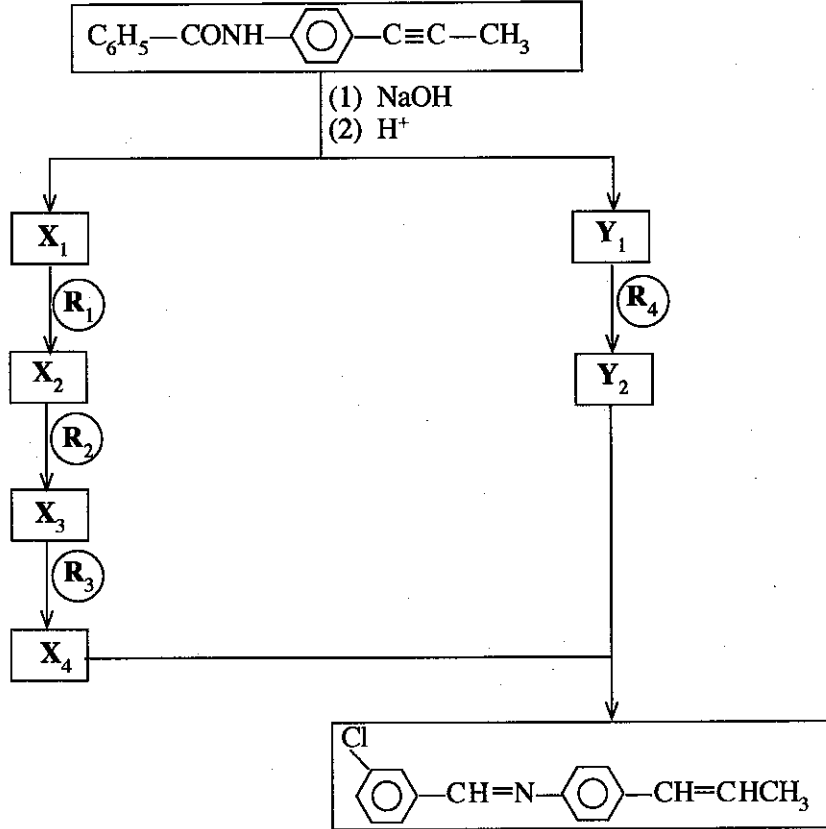 C₆H₅—CONH— —C≡C—CH₃
(1) NaOH
(2) H⁺
X₁
Y₁
R₁
R₄
X₂
Y₂
R₂
X₃
R₃
X₄
Cl
—CH=N— —CH=CHCH₃